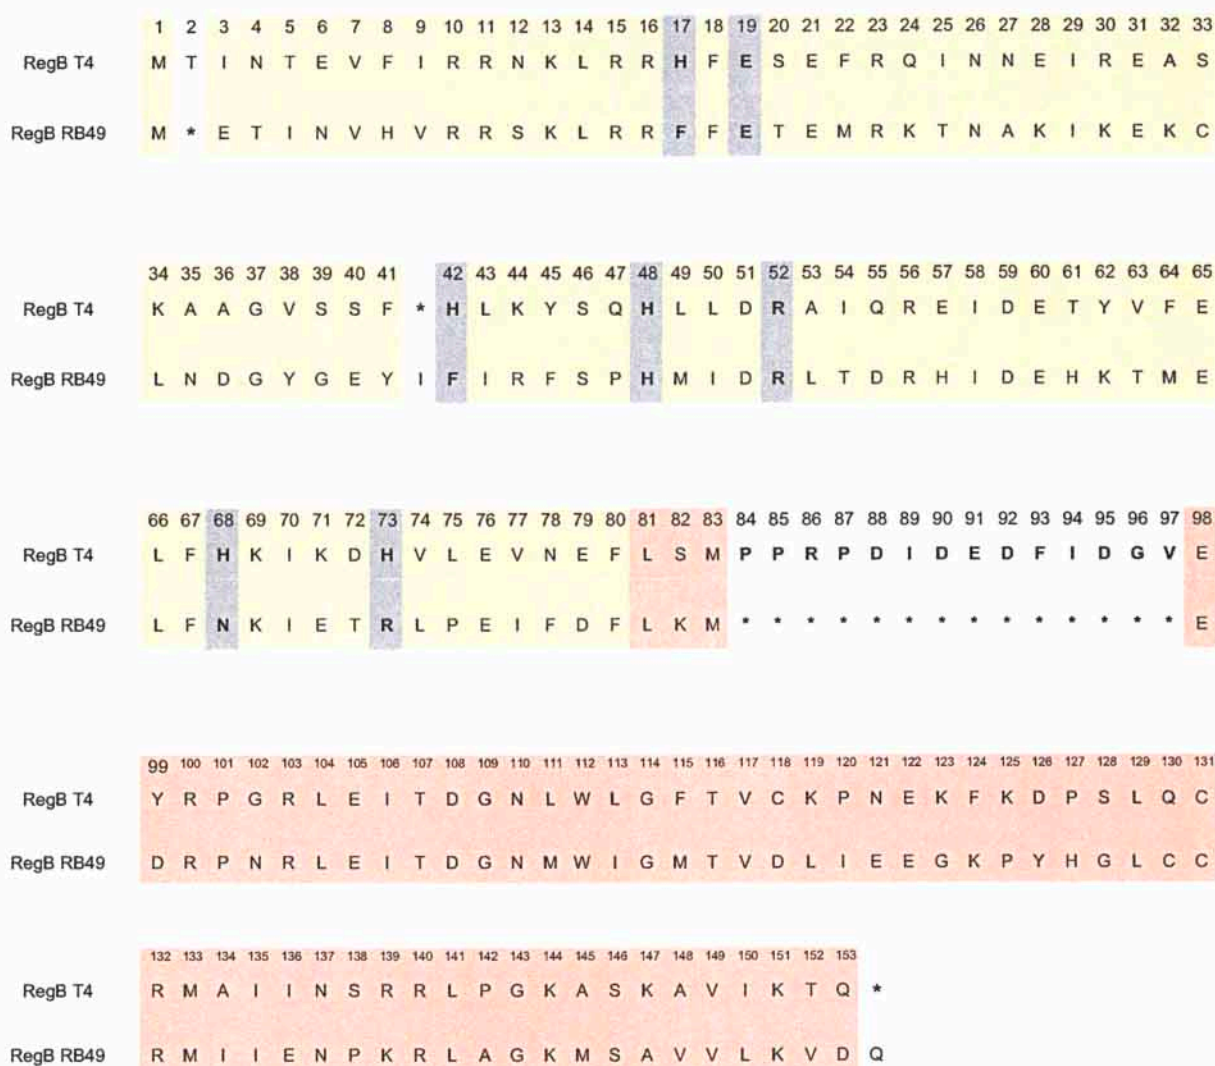 1 2 3 4 5 6 7 8 9 10 11 12 13 14 15 16 17 18 19 20 21 22 23 24 25 26 27 28 29 30 31 32 33
RegB T4 M T I N T E V F I R R N K L R R H F E S E F R Q I N N E I R E A S
RegB RB49 M * E T I N V H V R R S K L R R F F E T E M R K T N A K I K E K C
34 35 36 37 38 39 40 41 42 43 44 45 46 47 48 49 50 51 52 53 54 55 56 57 58 59 60 61 62 63 64 65
RegB T4 K A A G V S S F * H L K Y S Q H L L D R A I Q R E I D E T Y V F E
RegB RB49 L N D G Y G E Y I F I R F S P H M I D R L T D R H I D E H K T M E
66 67 68 69 70 71 72 73 74 75 76 77 78 79 80 81 82 83 84 85 86 87 88 89 90 91 92 93 94 95 96 97 98
RegB T4 L F H K I K D H V L E V N E F L S M P P R P D I D E D F I D G V E
RegB RB49 L F N K I E T R L P E I F D F L K M * * * * * * * * * * * * * * E
99 100 101 102 103 104 105 106 107 108 109 110 111 112 113 114 115 116 117 118 119 120 121 122 123 124 125 126 127 128 129 130 131
RegB T4 Y R P G R L E I T D G N L W L G F T V C K P N E K F K D P S L Q C
RegB RB49 D R P N R L E I T D G N M W I G M T V D L I E E G K P Y H G L C C
132 133 134 135 136 137 138 139 140 141 142 143 144 145 146 147 148 149 150 151 152 153
RegB T4 R M A I I N S R R L P G K A S K A V I K T Q *
RegB RB49 R M I I E N P K R L A G K M S A V V L K V D Q